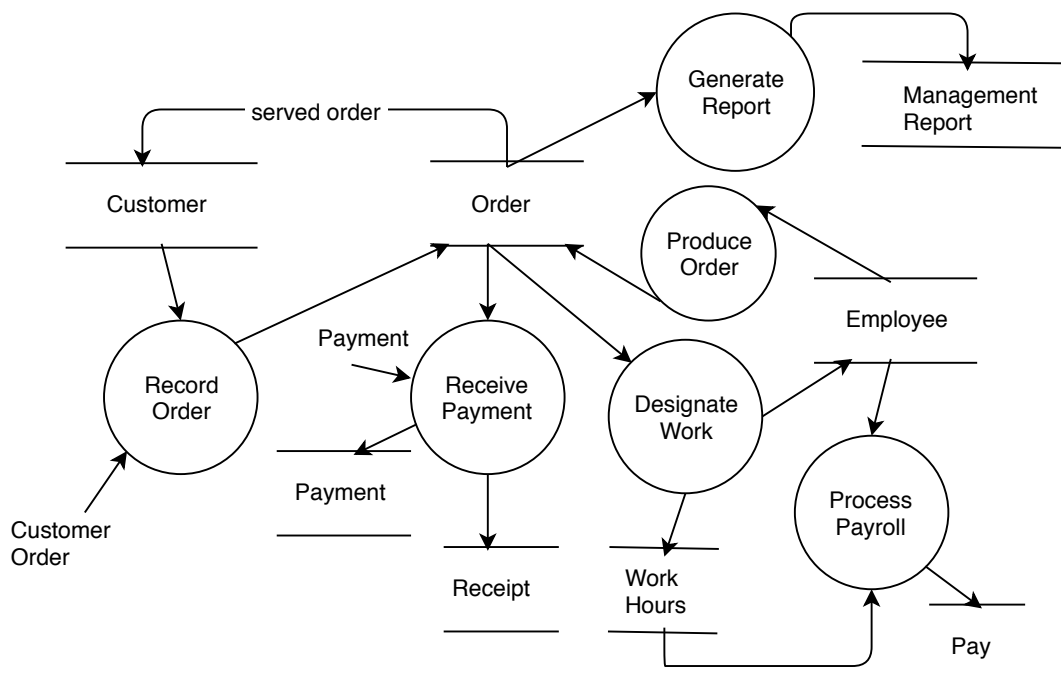 Generate
Report
Management
Report
served order
Customer
Order
Produce
Order
Employee
Payment
Record
Order
Receive
Payment
Designate
Work
Payment
Process
Payroll
Customer
Order
Receipt
Work
Hours
Pay